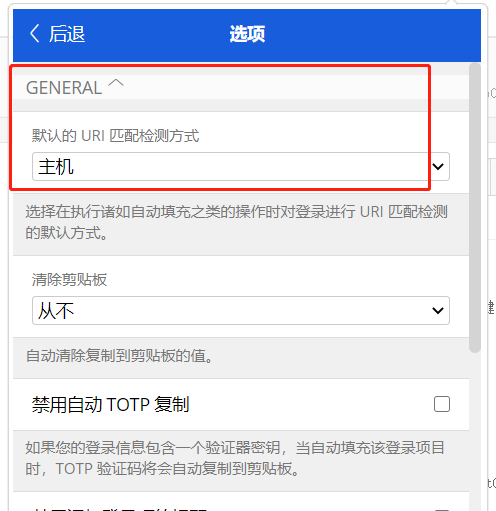 后退
选项
GENERAL
默认的 URI 匹配检测方式
主机
选择在执行诸如自动填充之类的操作时对登录进行 URI 匹配检测
的默认方式。
清除剪贴板
从不
自动清除复制到剪贴板的值。
禁用自动 TOTP 复制
如果您的登录信息包含一个验证器密钥，当自动填充该登录项目
时，TOTP 验证码将会自动复制到剪贴板。